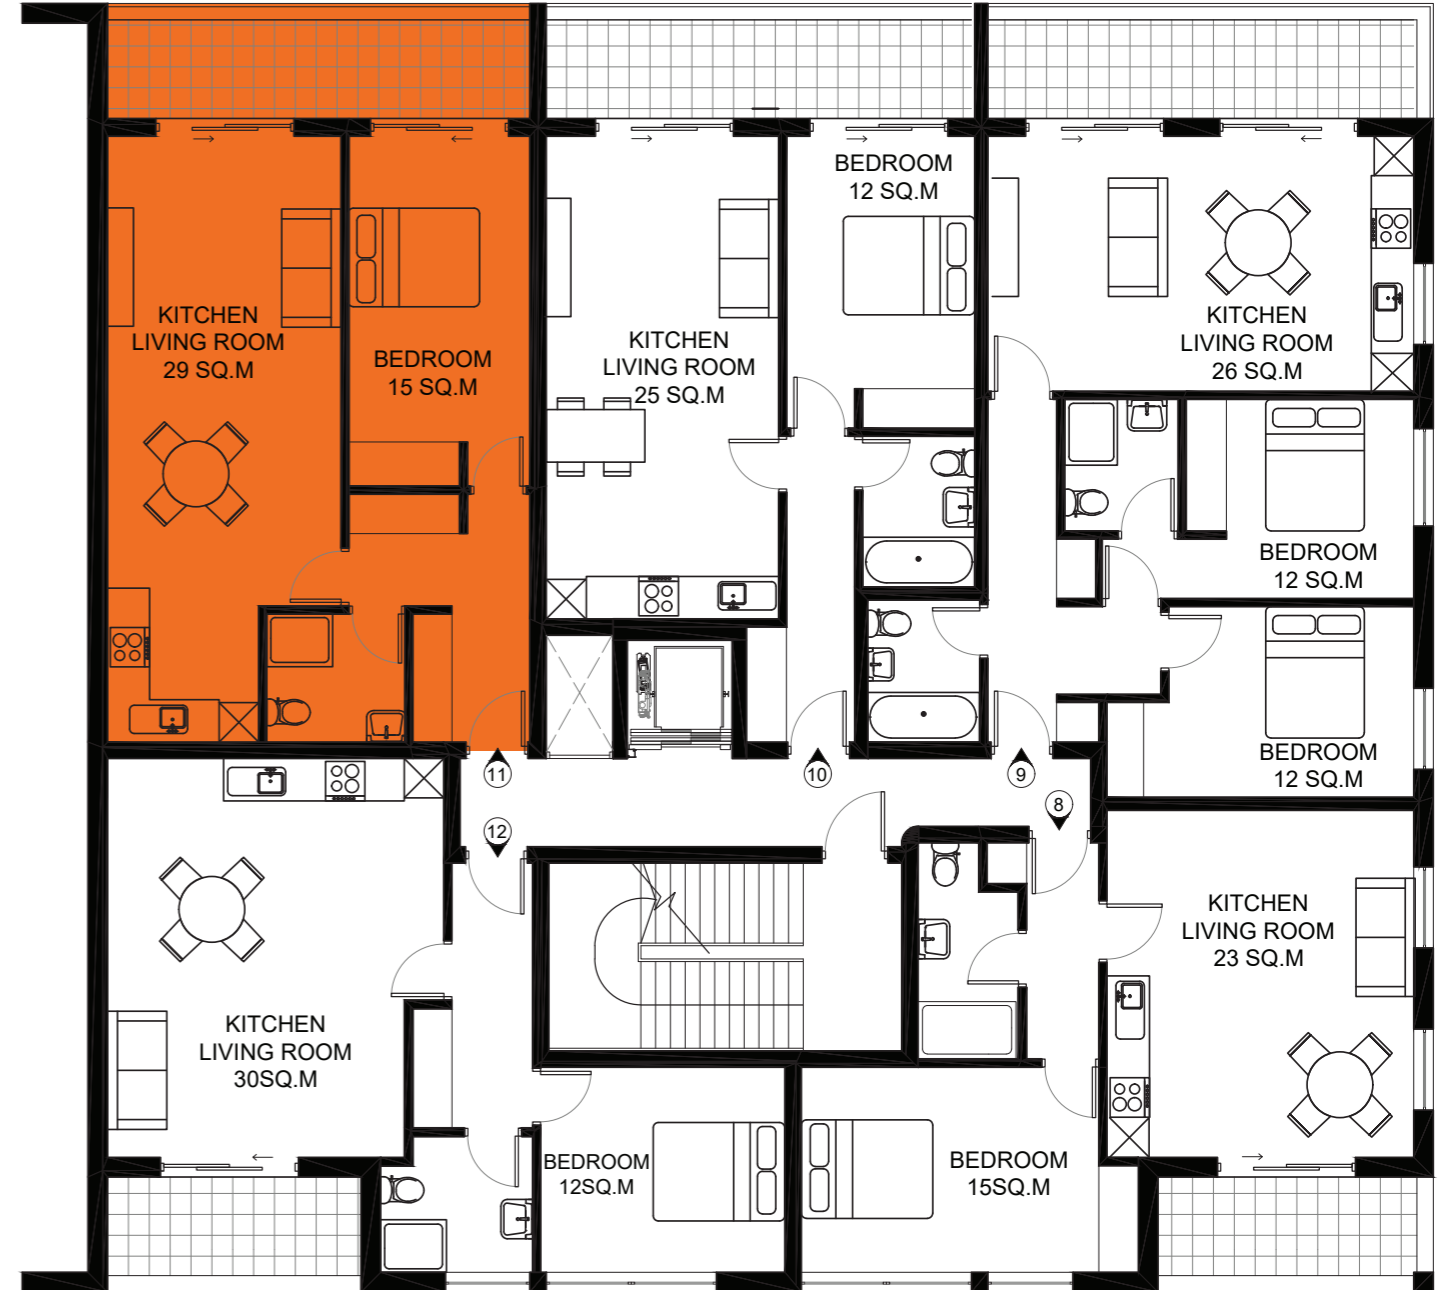 BEDROOM
12 SQ.M
KITCHEN
LIVING ROOM
29 SQ.M
BEDROOM
15 SQ.M
KITCHEN
LIVING ROOM
25 SQ.M
KITCHEN
LIVING ROOM
26 SQ.M
BEDROOM
12 SQ.M
BEDROOM
12 SQ.M
11
10
9
8
12
KITCHEN
LIVING ROOM
23 SQ.M
KITCHEN
LIVING ROOM
30SQ.M
BEDROOM
12SQ.M
BEDROOM
15SQ.M